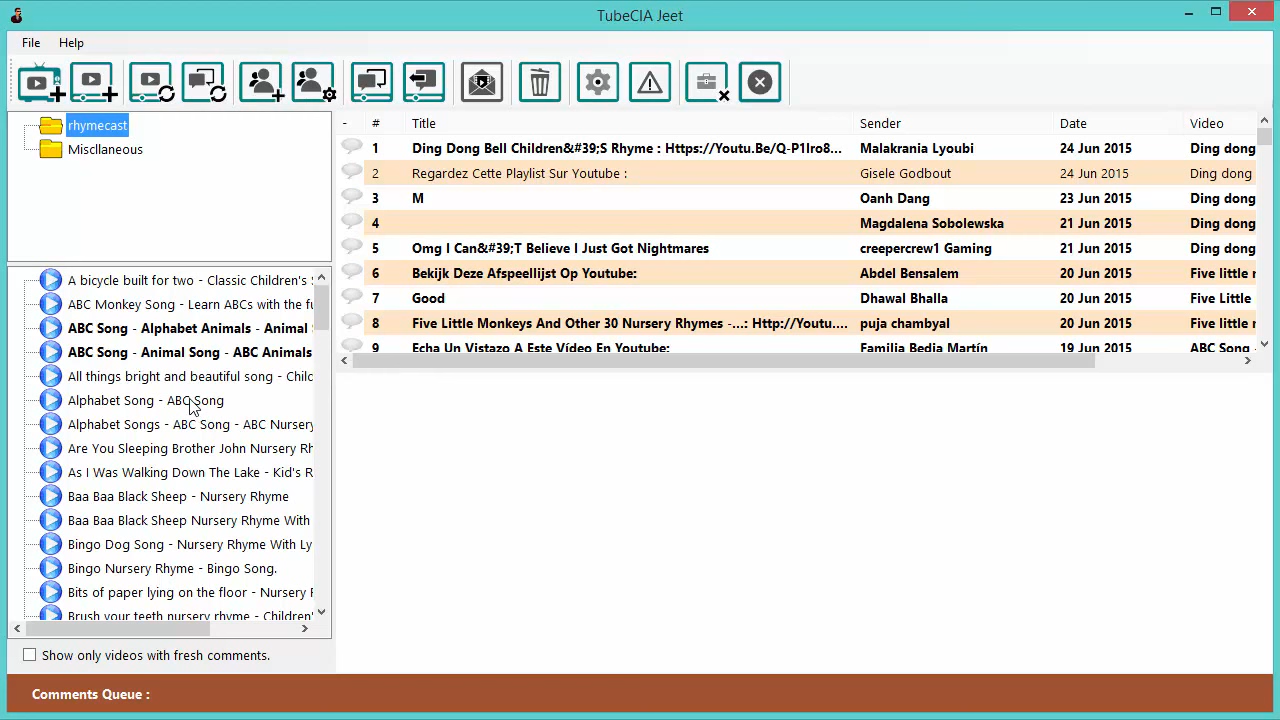 TubeCIA Jeet
File Help
rhymecast
Miscllaneous
- # Title Sender Date Video
1 Ding Dong Bell Children&#39;S Rhyme : Https://Youtu.Be/Q-P1Iro8... Malakrania Lyoubi 24 Jun 2015 Ding dong
2 Regardez Cette Playlist Sur Youtube : Gisele Godbout 24 Jun 2015 Ding dong
3 M Oanh Dang 23 Jun 2015 Ding dong
4 Magdalena Sobolewska 21 Jun 2015 Ding dong
5 Omg I Can&#39;T Believe I Just Got Nightmares creepercrew1 Gaming 21 Jun 2015 Ding dong
6 Bekijk Deze Afspeellijst Op Youtube: Abdel Bensalem 20 Jun 2015 Five little r
7 Good Dhawal Bhalla 20 Jun 2015 Five Little
8 Five Little Monkeys And Other 30 Nursery Rhymes -...: Http://Youtu.... puja chambyal 20 Jun 2015 Five little r
9 Echa Un Vistazo A Este Vídeo En Youtube: Familia Bedia Martín 19 Jun 2015 ABC Song -
A bicycle built for two - Classic Children's S
ABC Monkey Song - Learn ABCs with the fu
ABC Song - Alphabet Animals - Animal S
ABC Song - Animal Song - ABC Animals
All things bright and beautiful song - Chilc
Alphabet Song - ABC Song
Alphabet Songs - ABC Song - ABC Nursery
Are You Sleeping Brother John Nursery Rh
As I Was Walking Down The Lake - Kid's R
Baa Baa Black Sheep - Nursery Rhyme
Baa Baa Black Sheep Nursery Rhyme With
Bingo Dog Song - Nursery Rhyme With Ly
Bingo Nursery Rhyme - Bingo Song.
Bits of paper lying on the floor - Nursery R
Brush your teeth nursery rhyme - Children'
Show only videos with fresh comments.
Comments Queue :